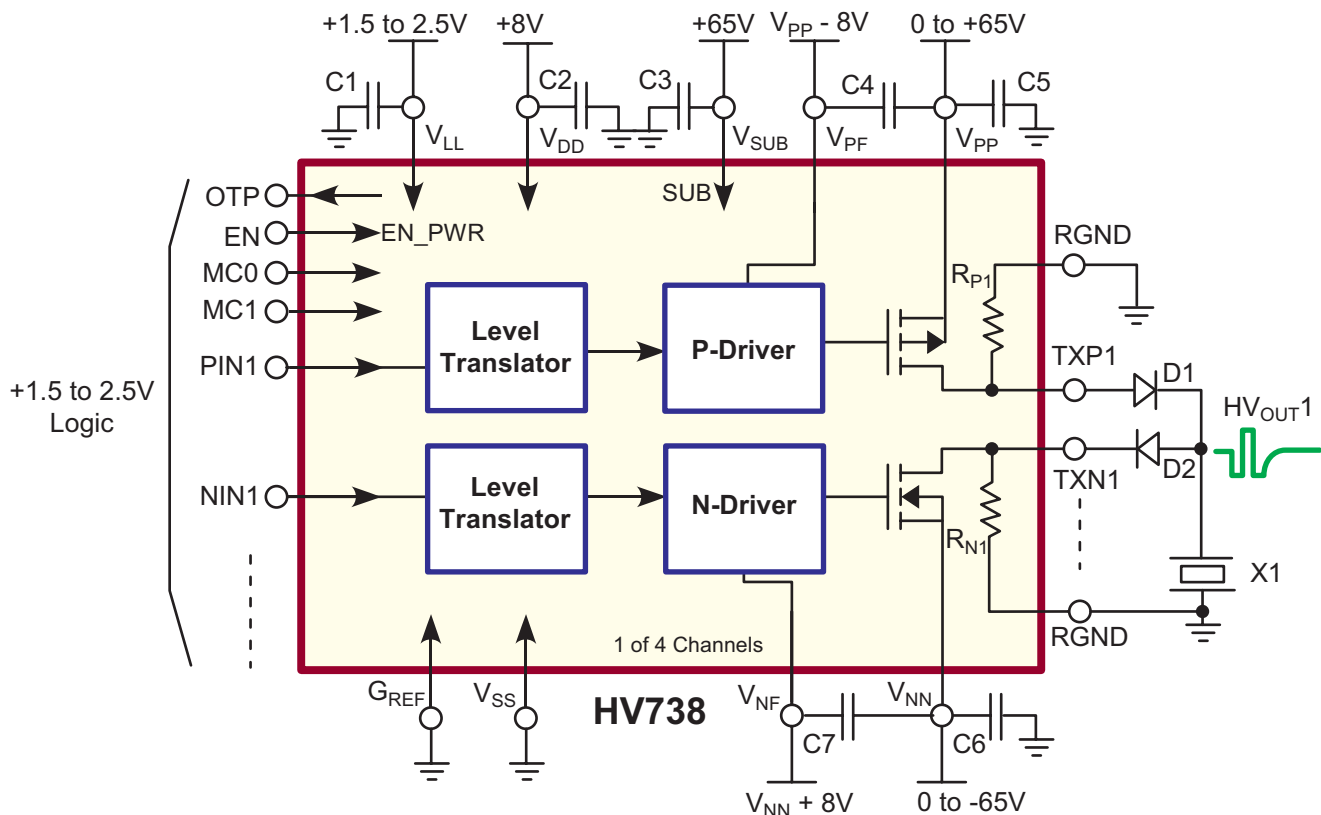 +1.5 to 2.5V
+8V
+65V
VPP - 8V
0 to +65V
C1
C2
C3
C4
C5
VLL
VDD
VSUB
VPF
VPP
OTP
SUB
EN
EN_PWR
RGND
MC0
RP1
MC1
Level
Translator
P-Driver
PIN1
TXP1
D1
+1.5 to 2.5V
Logic
HVOUT1
D2
TXN1
NIN1
Level
Translator
N-Driver
RN1
X1
1 of 4 Channels
RGND
GREF
VSS
HV738
VNF
VNN
C7
C6
VNN + 8V
0 to -65V